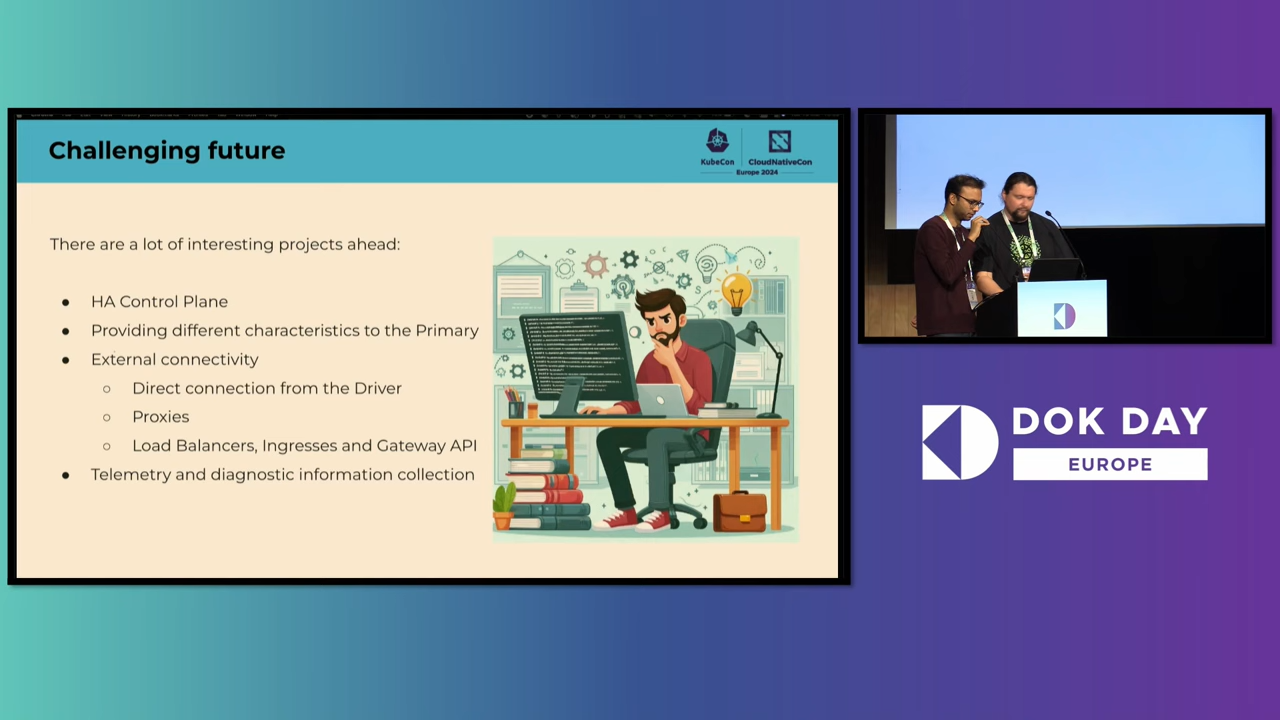 Challenging future
KubeCon
CloudNativeCon
Europe 2024
There are a lot of interesting projects ahead:
● HA Control Plane
● Providing different characteristics to the Primary
● External connectivity
○ Direct connection from the Driver
○ Proxies
○ Load Balancers, Ingresses and Gateway API
● Telemetry and diagnostic information collection
DOK DAY
EUROPE